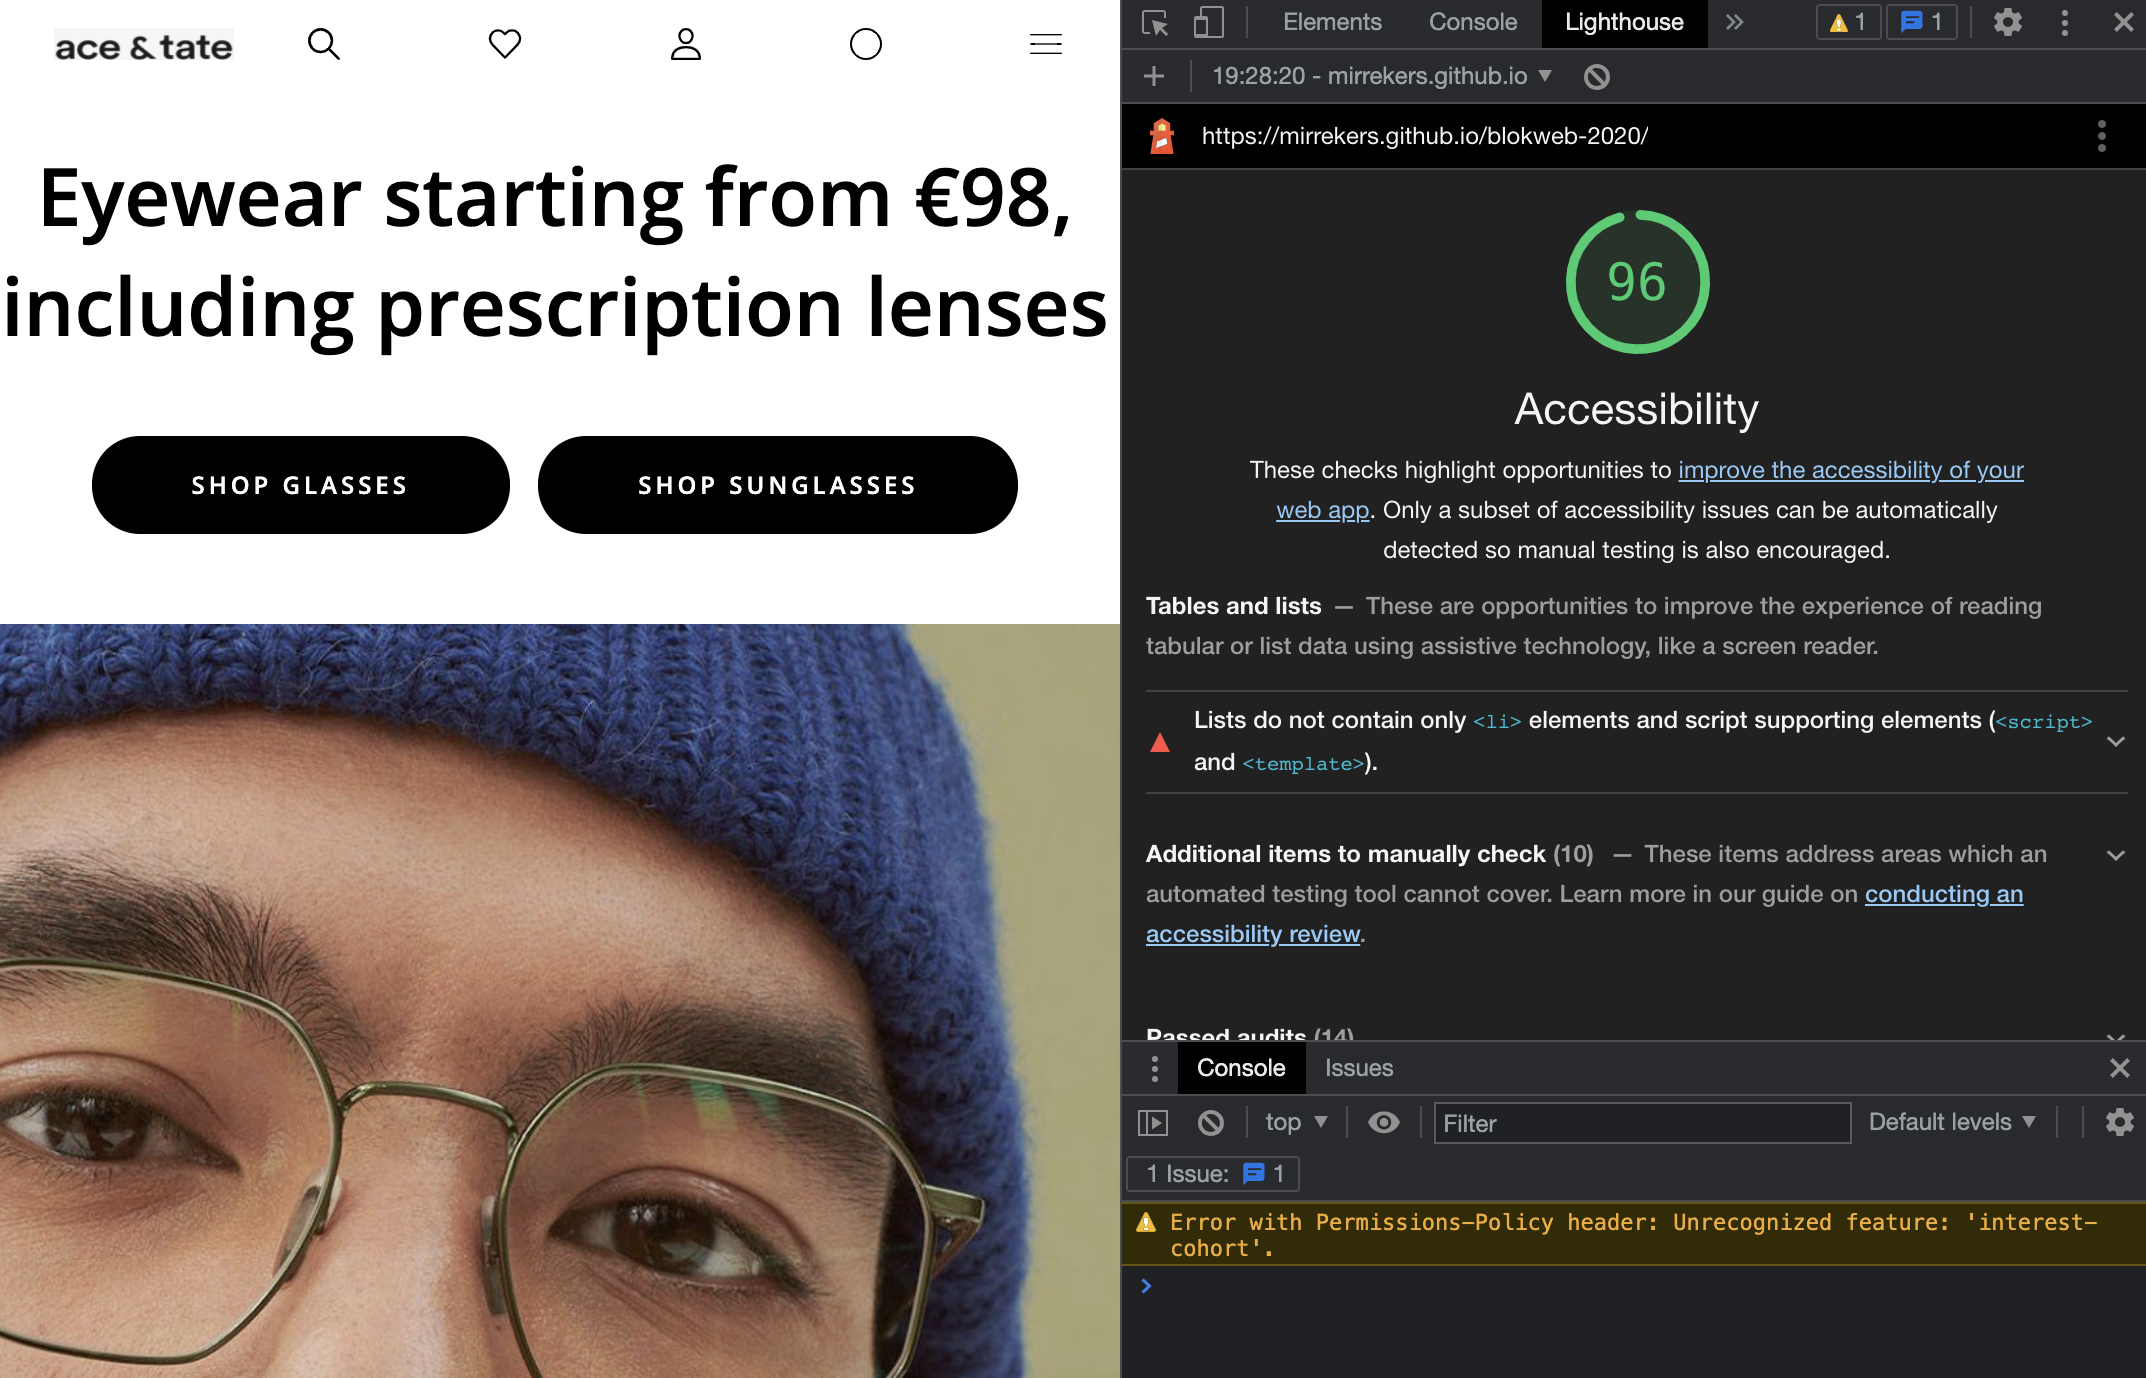 ace & tate
Eyewear starting from €98,
including prescription lenses
SHOP GLASSES
SHOP SUNGLASSES
Elements
Console
Lighthouse
1
1
19:28:20 - mirrekers.github.io
https://mirrekers.github.io/blokweb-2020/
96
Accessibility
These checks highlight opportunities to improve the accessibility of your
web app. Only a subset of accessibility issues can be automatically
detected so manual testing is also encouraged.
Tables and lists — These are opportunities to improve the experience of reading
tabular or list data using assistive technology, like a screen reader.
Lists do not contain only <li> elements and script supporting elements (<script>
and <template>).
Additional items to manually check (10) — These items address areas which an
automated testing tool cannot cover. Learn more in our guide on conducting an
accessibility review.
Passed audits (14)
Console
Issues
top
Filter
Default levels
1 Issue: 1
Error with Permissions-Policy header: Unrecognized feature: 'interest-
cohort'.